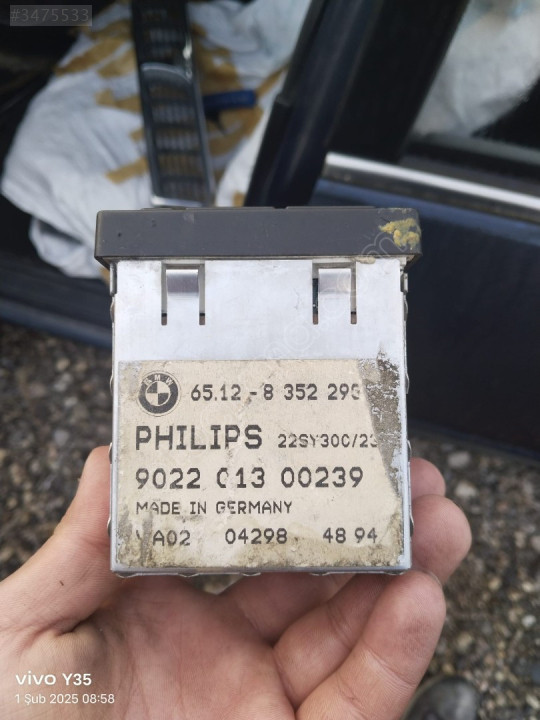 #3475533
BMW
65.12 - 8 352 29
PHILIPS 22SY300/23
9022 013 00239
MADE IN GERMANY
A02 04298 48 94
vivo Y35
1 Şub 2025 08:58